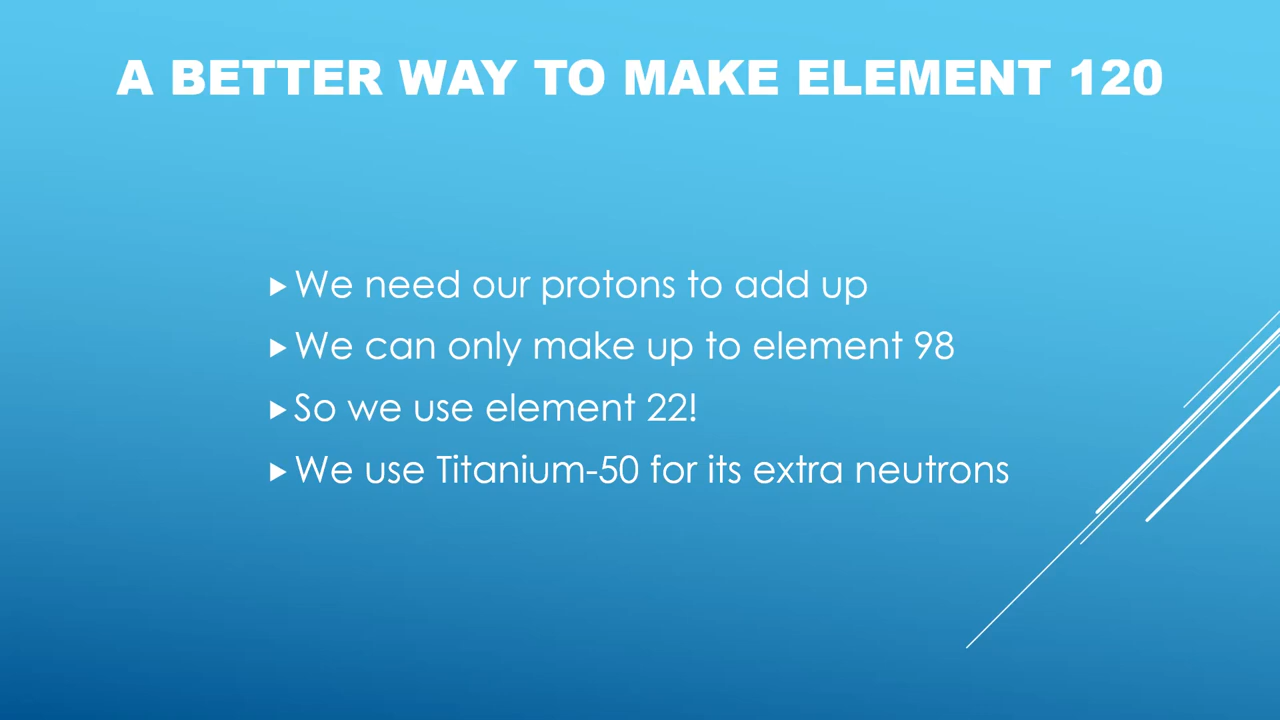 A BETTER WAY TO MAKE ELEMENT 120
We need our protons to add up
We can only make up to element 98
So we use element 22!
We use Titanium-50 for its extra neutrons